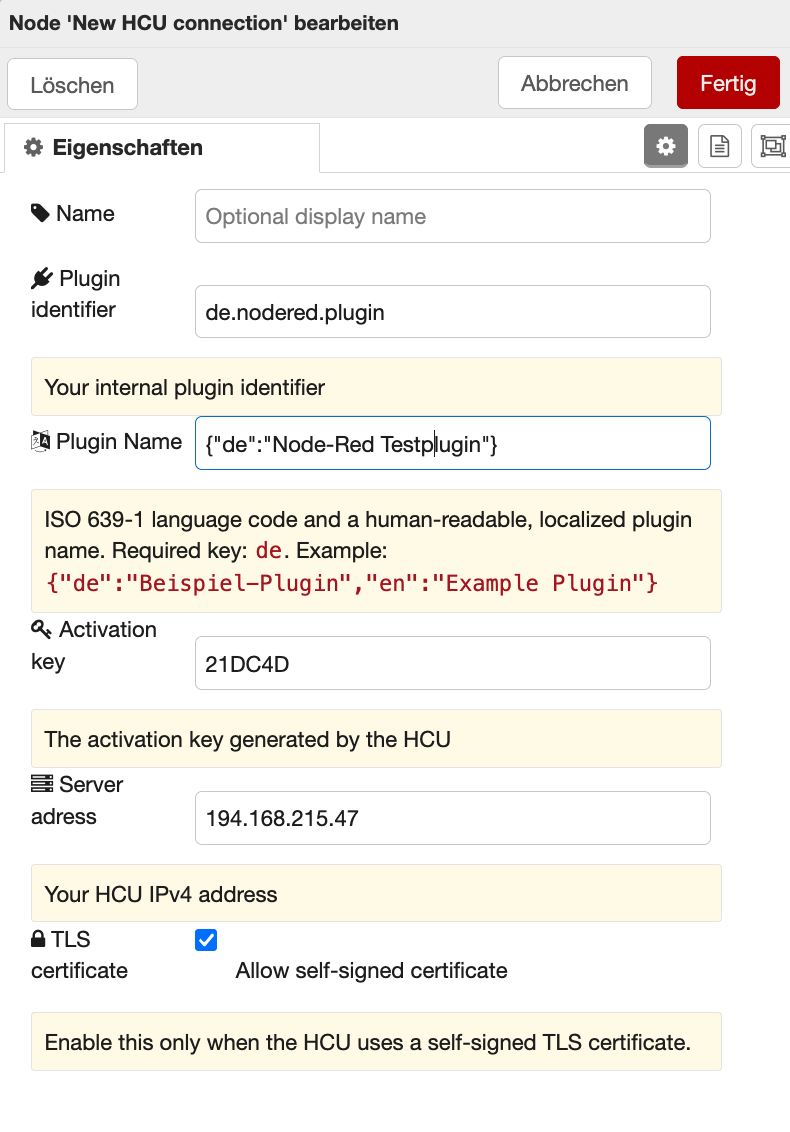 Node 'New HCU connection' bearbeiten
Löschen
Abbrechen
Fertig
Eigenschaften
Name
Optional display name
Plugin
identifier
de.nodered.plugin
Your internal plugin identifier
Plugin Name
{"de":"Node-Red Testplugin"}
ISO 639-1 language code and a human-readable, localized plugin
name. Required key: de. Example:
{"de":"Beispiel-Plugin","en":"Example Plugin"}
Activation
key
21DC4D
The activation key generated by the HCU
Server
adress
194.168.215.47
Your HCU IPv4 address
TLS
certificate
Allow self-signed certificate
Enable this only when the HCU uses a self-signed TLS certificate.